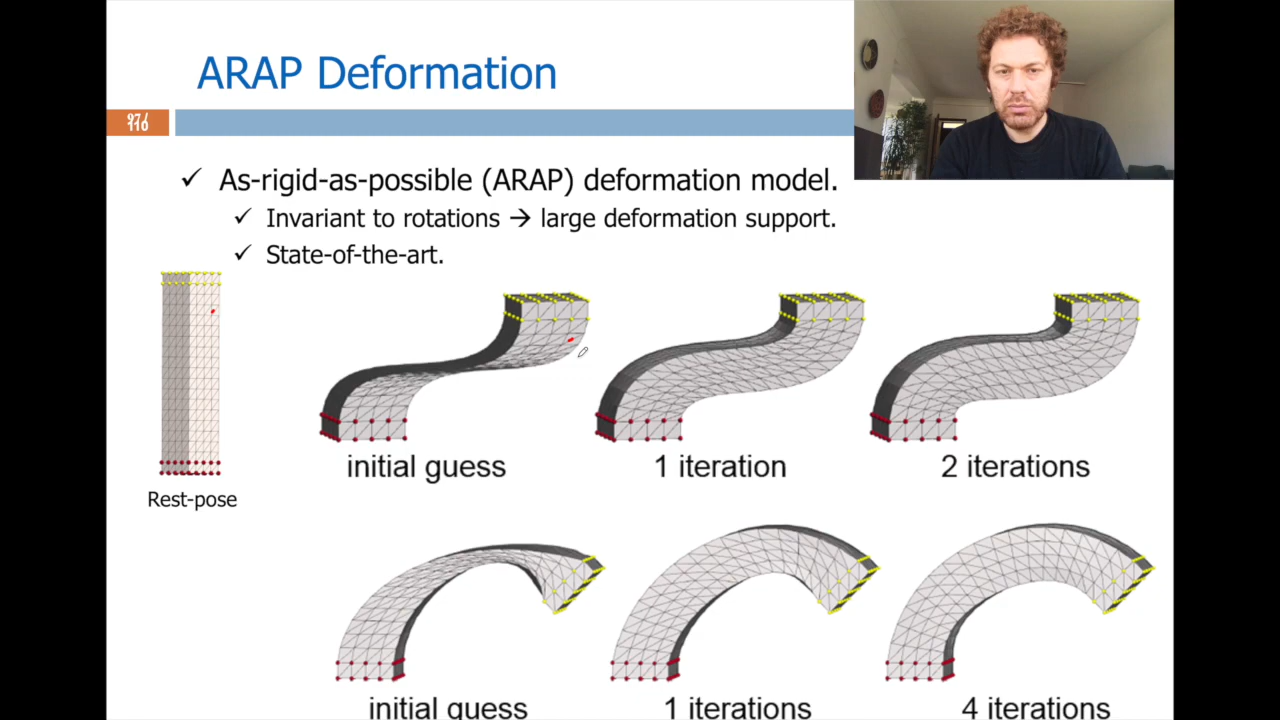 ARAP Deformation
✓ As-rigid-as-possible (ARAP) deformation model.
✓ Invariant to rotations → large deformation support.
✓ State-of-the-art.
initial guess
1 iteration
2 iterations
Rest-pose
initial guess
1 iterations
4 iterations